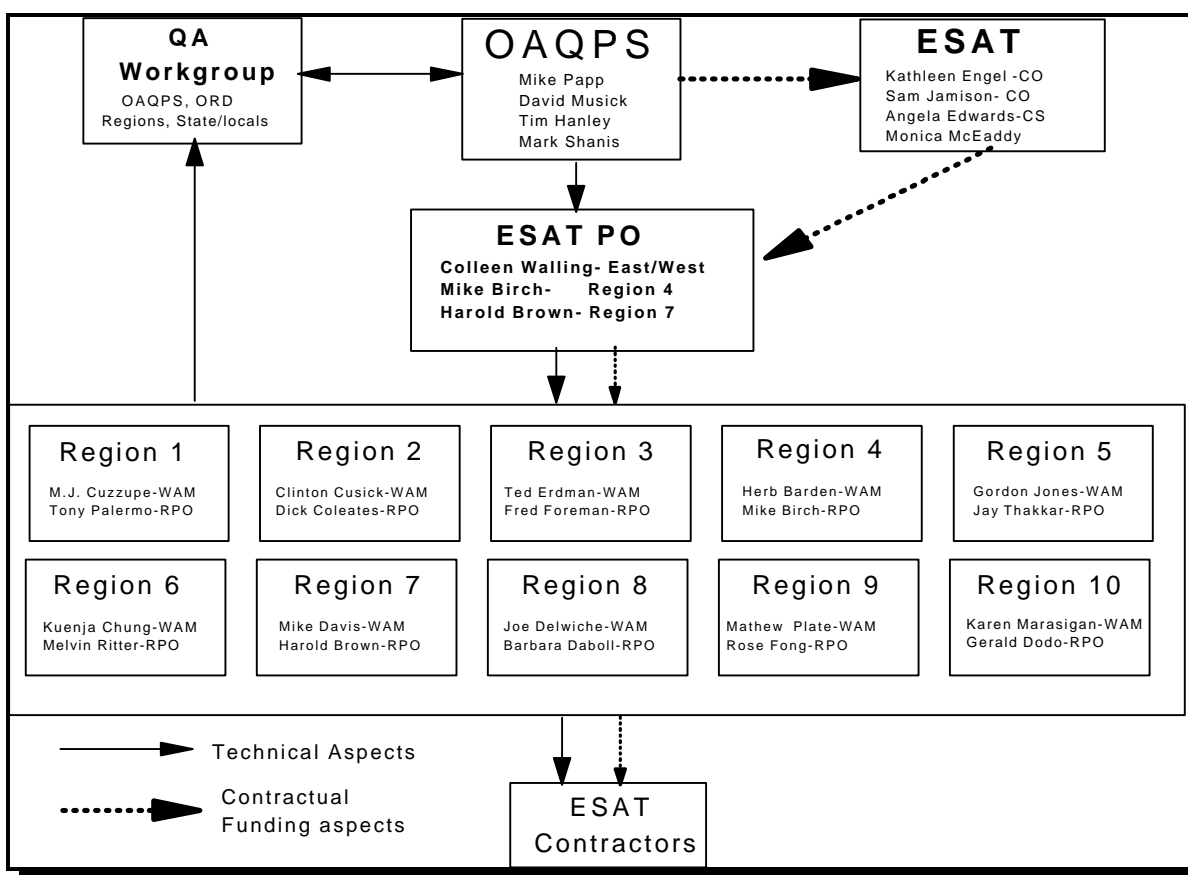 QA
Workgroup
OAQPS, ORD
Regions, State/locals
OAQPS
Mike Papp
David Musick
Tim Hanley
Mark Shanis
ESAT
Kathleen Engel -CO
Sam Jamison- CO
Angela Edwards-CS
Monica McEaddy
ESAT PO
Colleen Walling- East/West
Mike Birch- Region 4
Harold Brown- Region 7
Region 1
M.J. Cuzzupe-WAM
Tony Palermo-RPO
Region 2
Clinton Cusick-WAM
Dick Coleates-RPO
Region 3
Ted Erdman-WAM
Fred Foreman-RPO
Region 4
Herb Barden-WAM
Mike Birch-RPO
Region 5
Gordon Jones-WAM
Jay Thakkar-RPO
Region 6
Kuenja Chung-WAM
Melvin Ritter-RPO
Region 7
Mike Davis-WAM
Harold Brown-RPO
Region 8
Joe Delwiche-WAM
Barbara Daboll-RPO
Region 9
Mathew Plate-WAM
Rose Fong-RPO
Region 10
Karen Marasigan-WAM
Gerald Dodo-RPO
Technical Aspects
Contractual
Funding aspects
ESAT
Contractors